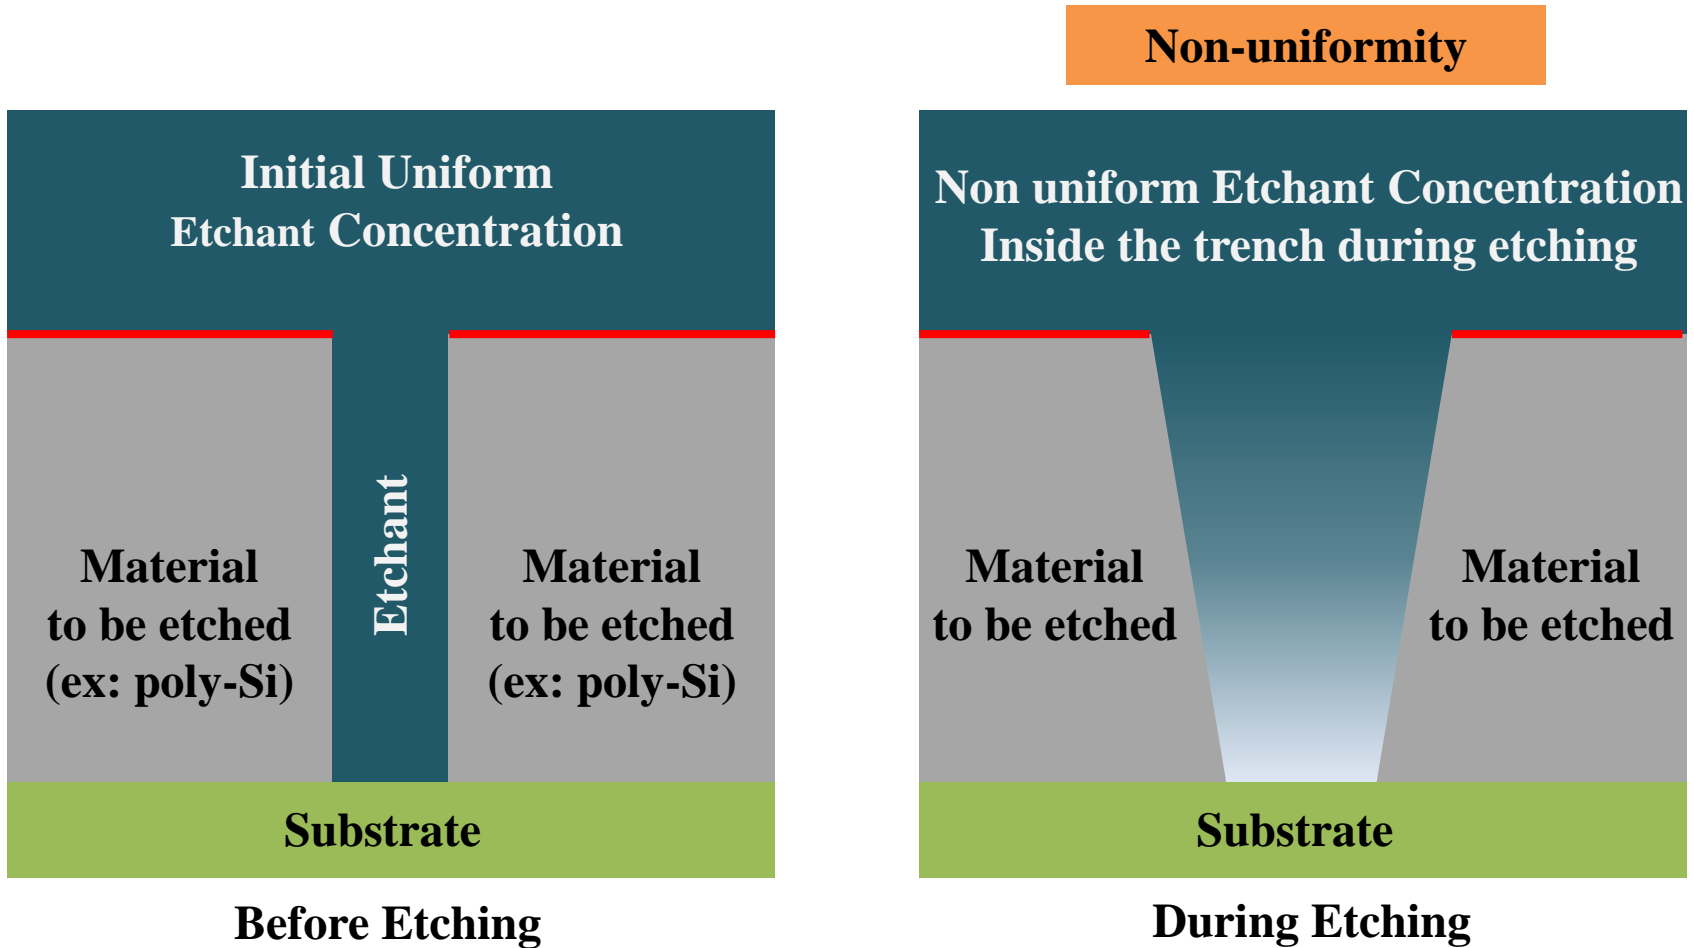 Non-uniformity
Initial Uniform
Etchant Concentration
Etchant
Material
to be etched
(ex: poly-Si)
Material
to be etched
(ex: poly-Si)
Substrate
Before Etching
Non uniform Etchant Concentration
Inside the trench during etching
Material
to be etched
Material
to be etched
Substrate
During Etching